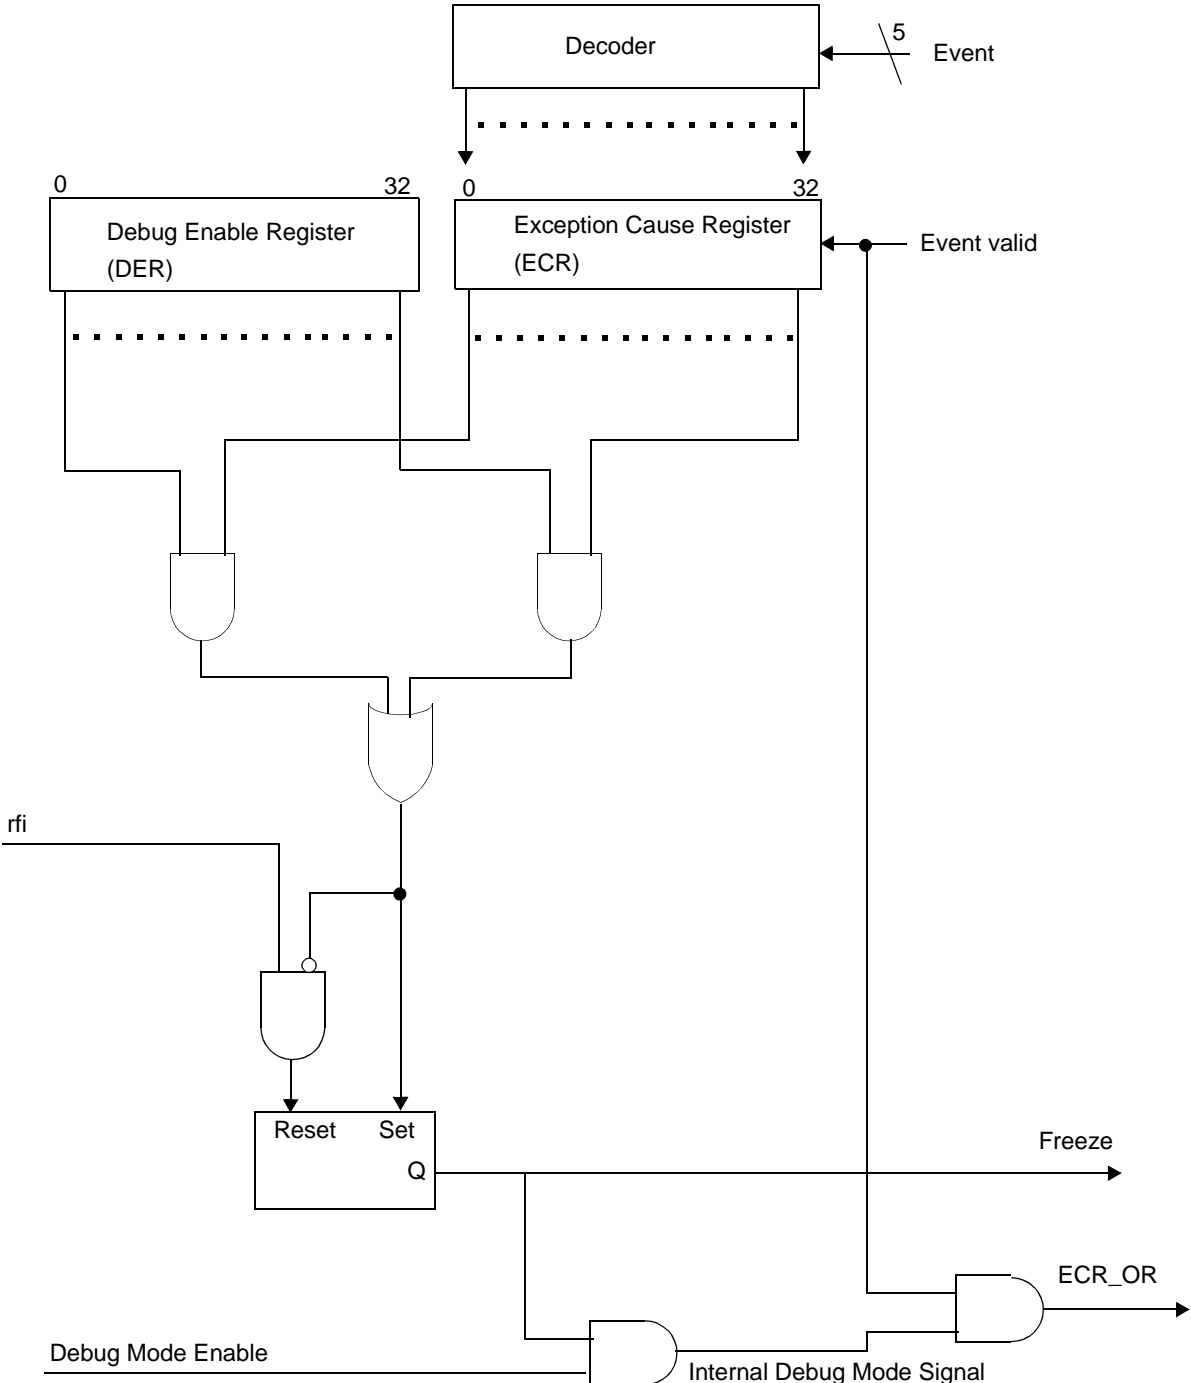 Decoder
5
Event
0
32
0
32
Debug Enable Register
(DER)
Exception Cause Register
(ECR)
Event valid
rfi
Reset
Set
Q
Freeze
ECR_OR
Debug Mode Enable
Internal Debug Mode Signal